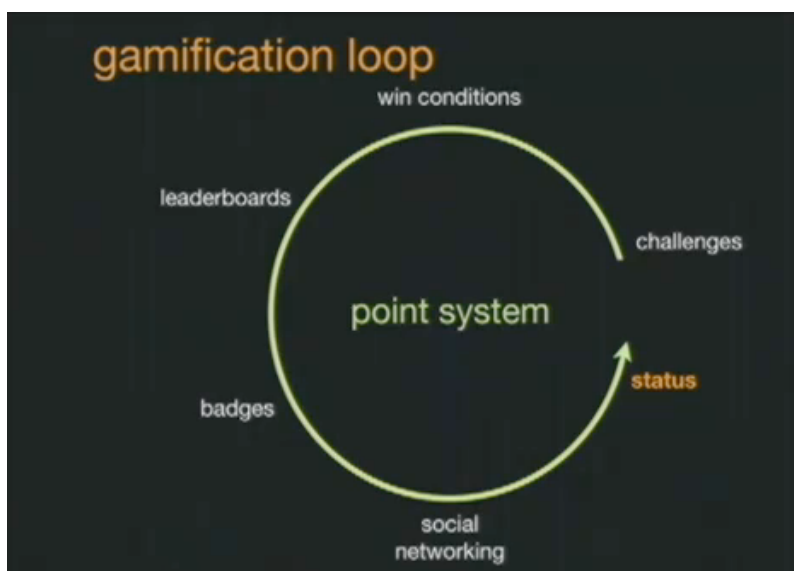 gamification loop
win conditions
leaderboards
challenges
point system
status
badges
social
networking